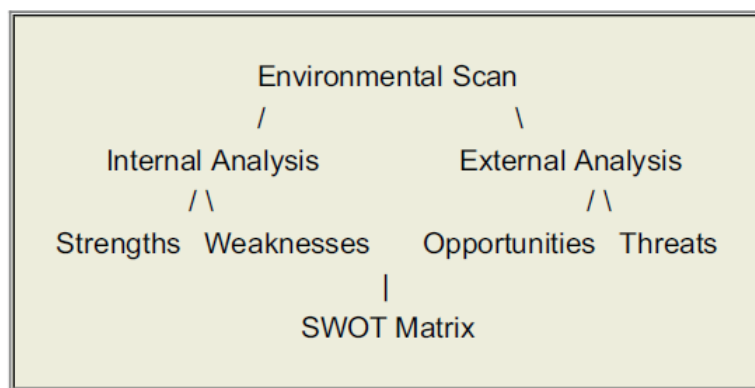 Environmental Scan
/ \
Internal Analysis External Analysis
/ \ / \
Strengths Weaknesses Opportunities Threats
|
SWOT Matrix